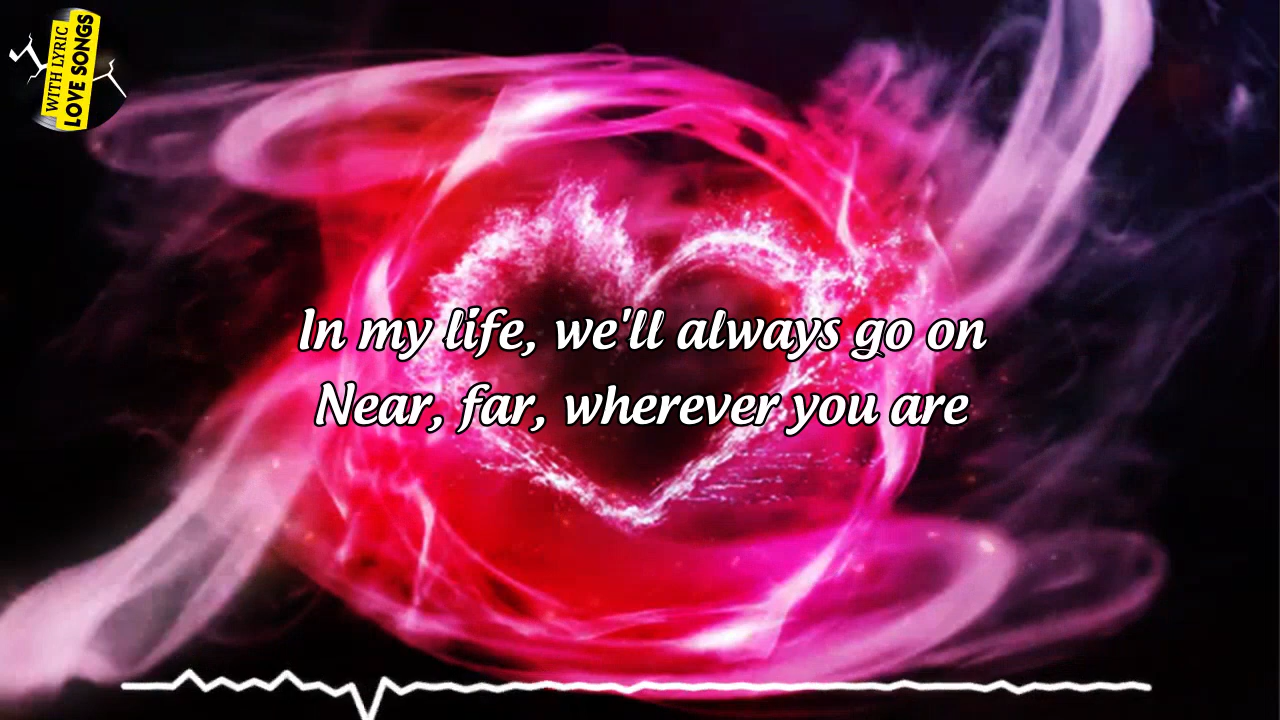 WITH LYRIC
LOVE SONGS
In my life, we'll always go on
Near, far, wherever you are